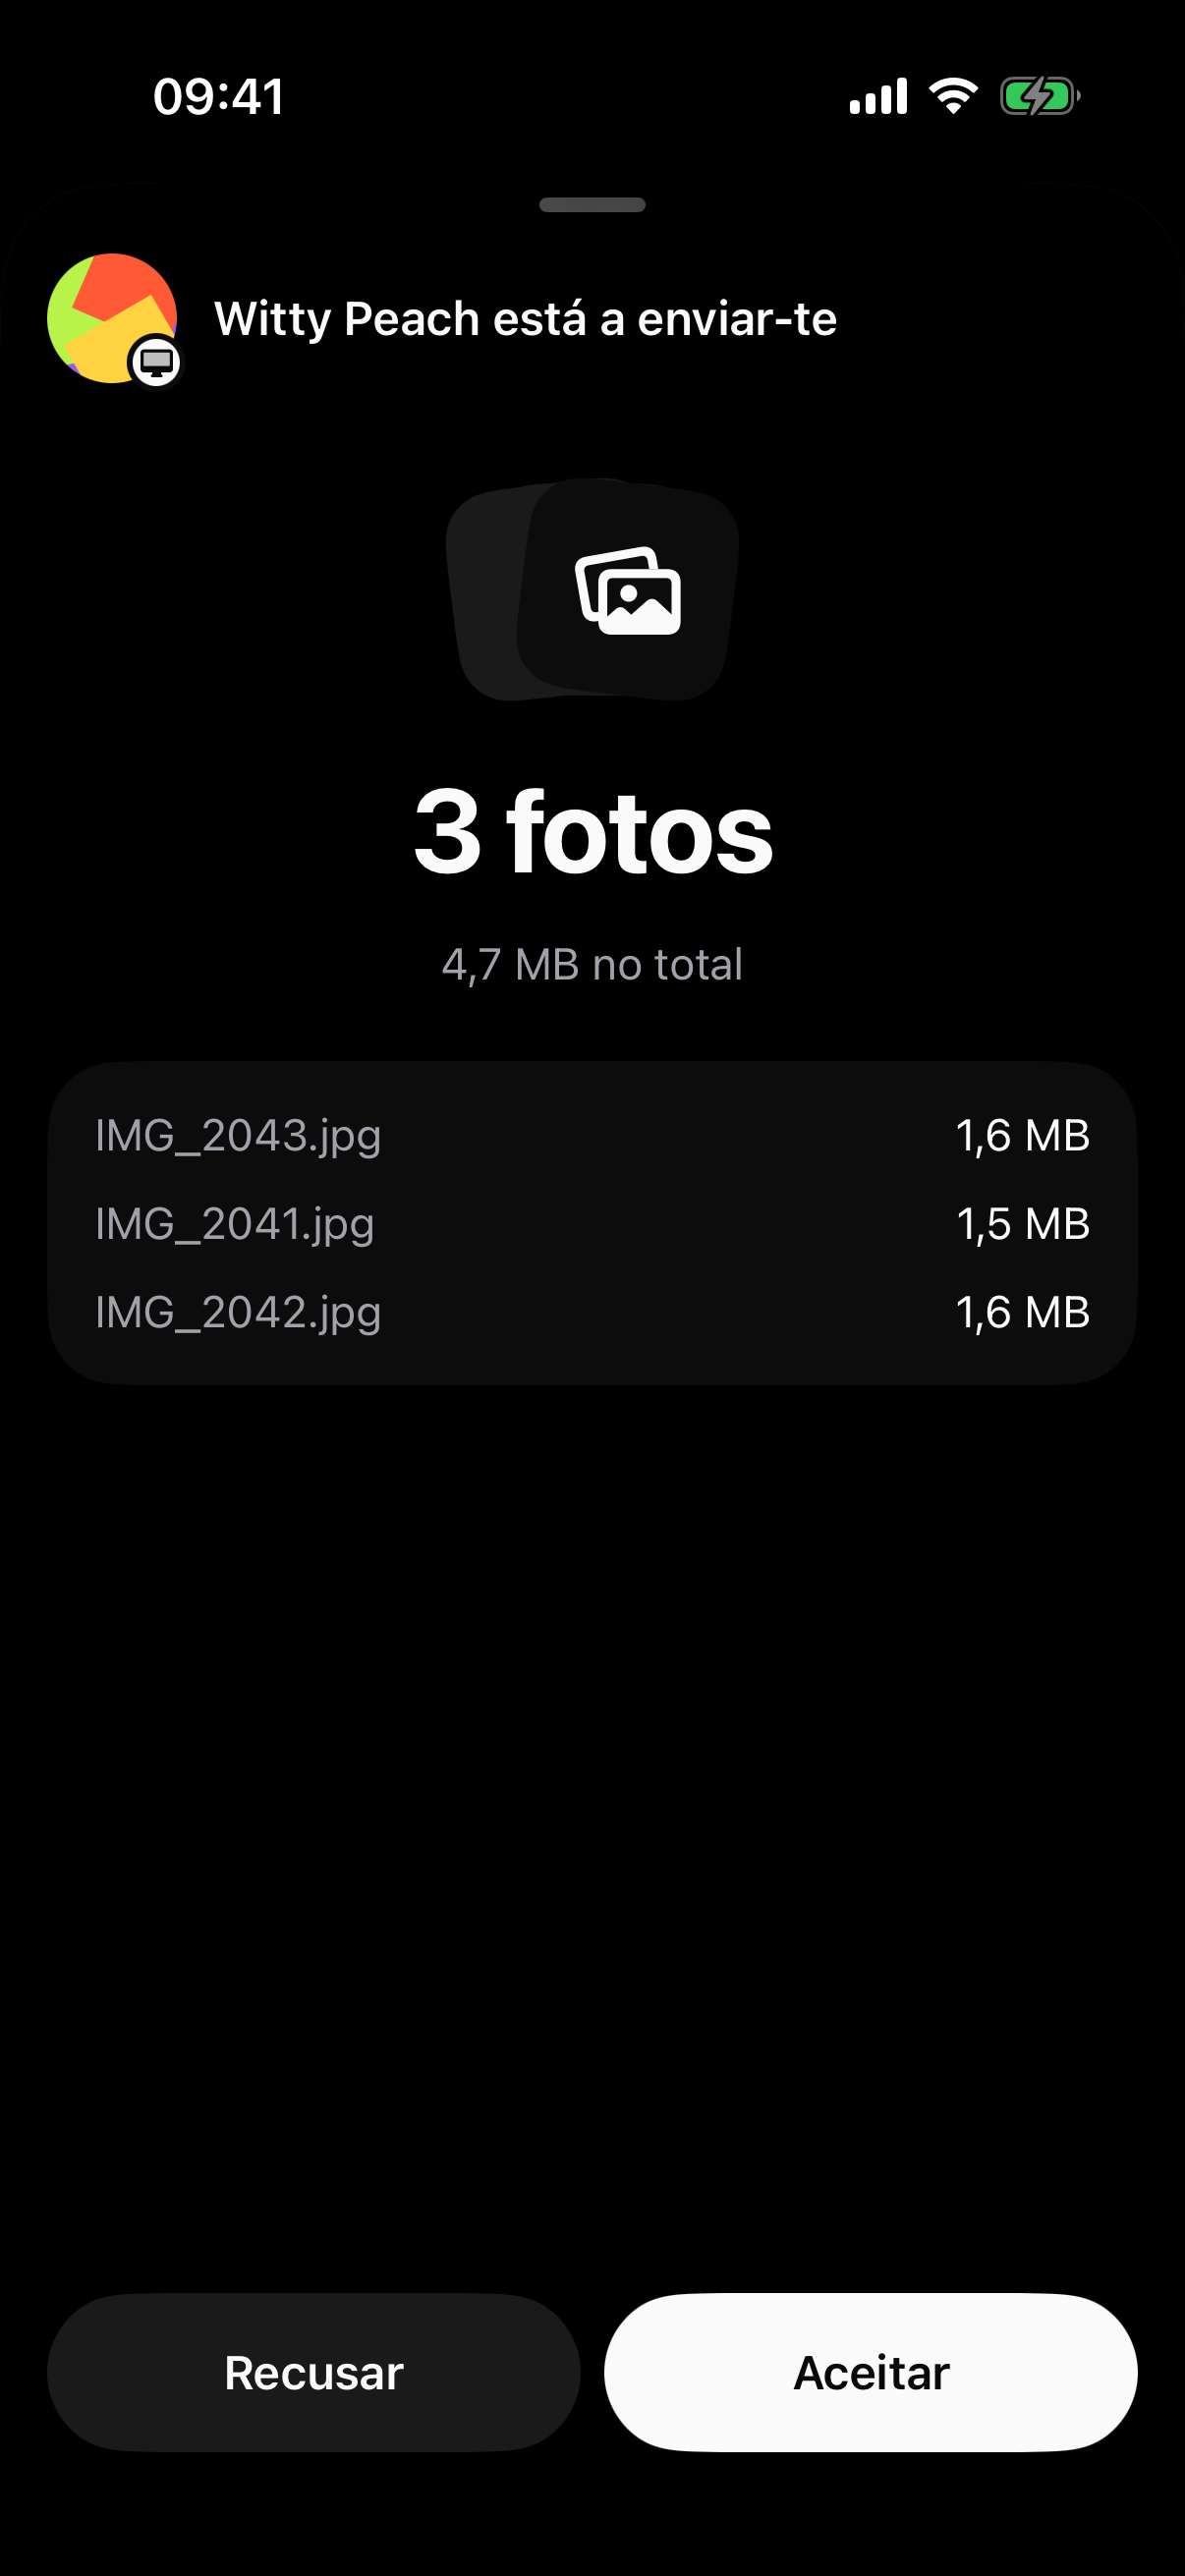 09:41
Witty Peach está a enviar-te
3 fotos
4,7 MB no total
IMG_2043.jpg 1,6 MB
IMG_2041.jpg 1,5 MB
IMG_2042.jpg 1,6 MB
Recusar Aceitar